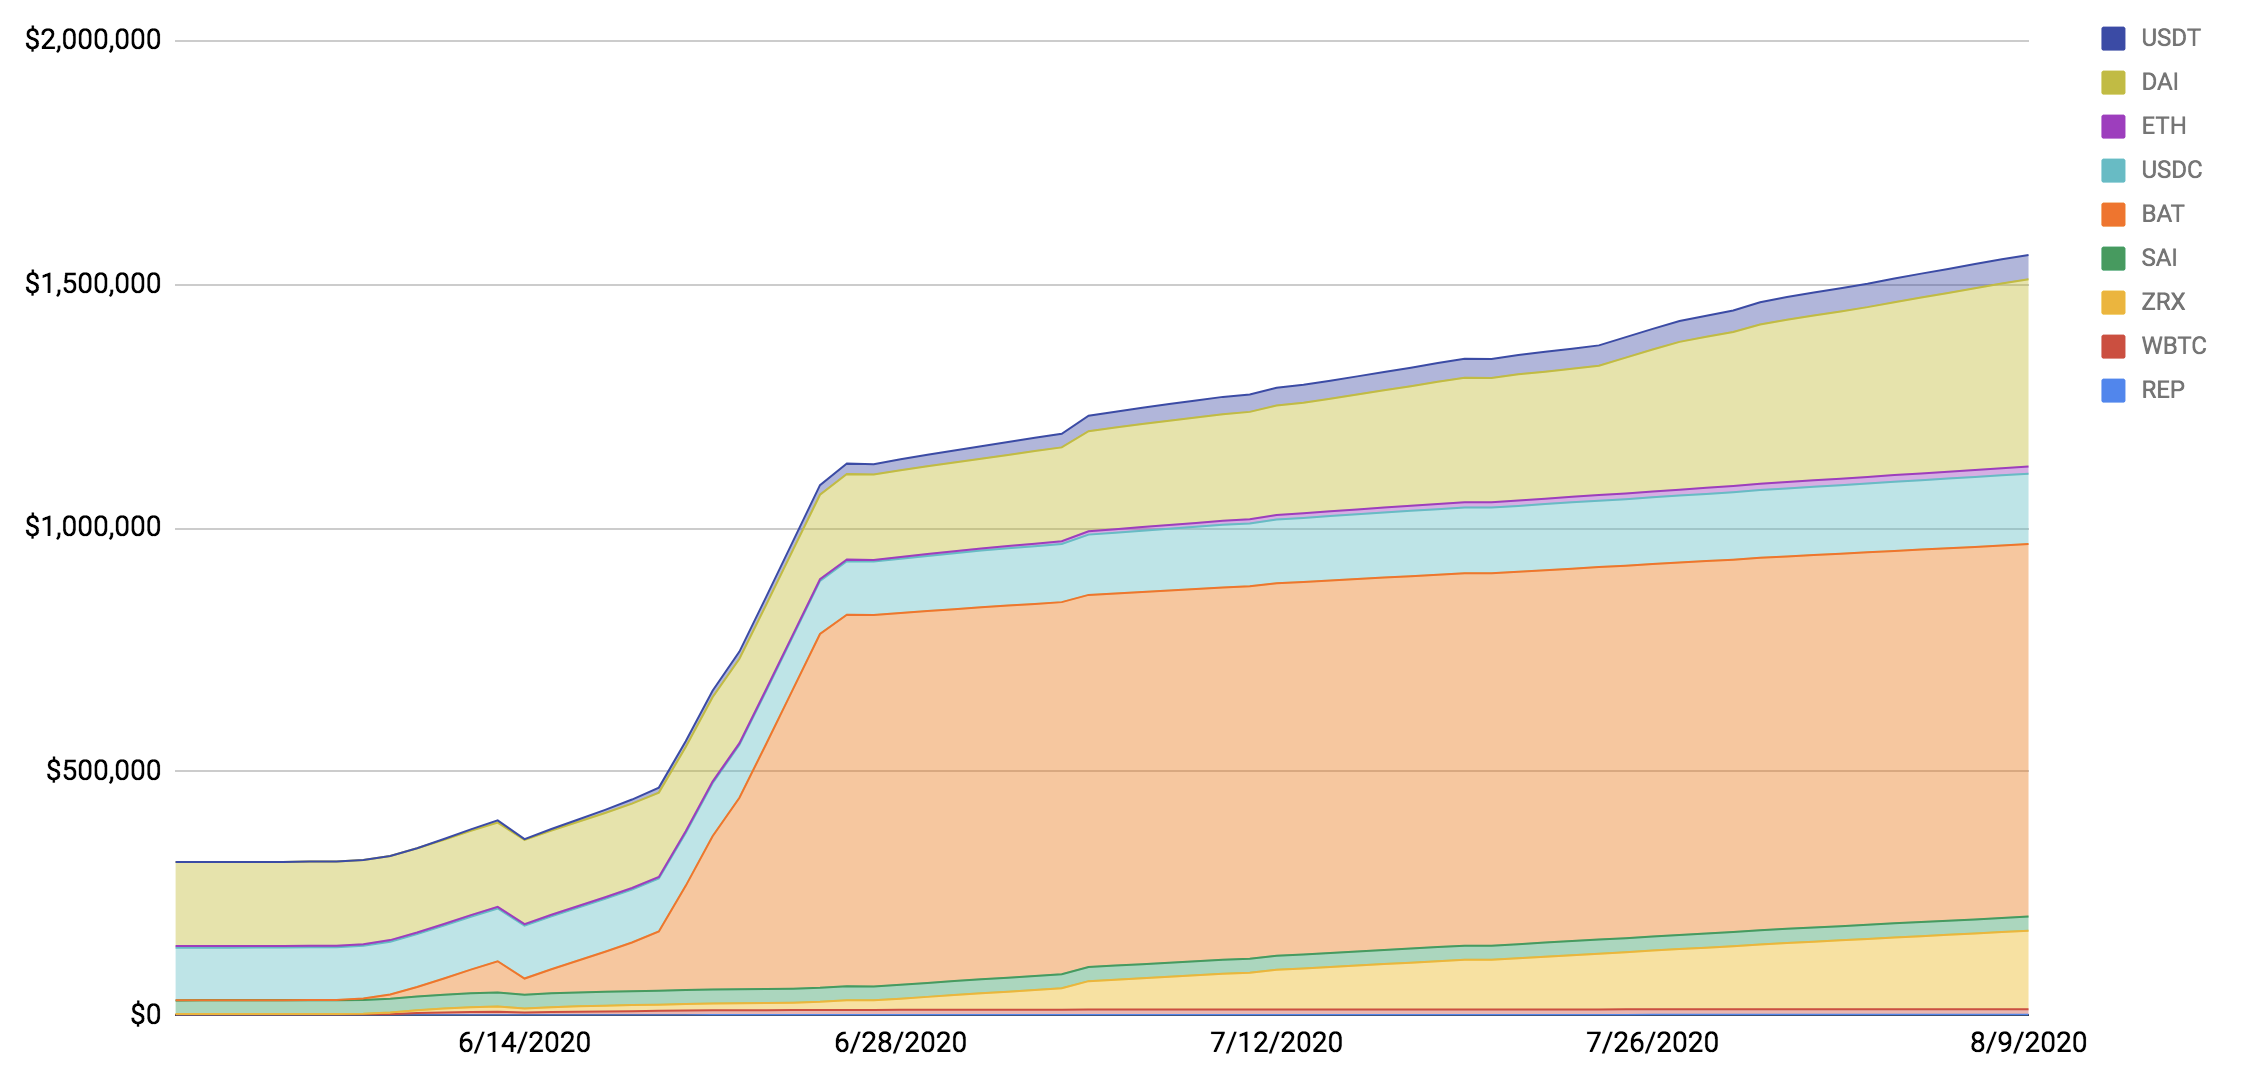 $2,000,000
$1,500,000
$1,000,000
$500,000
$0
6/14/2020
6/28/2020
7/12/2020
7/26/2020
8/9/2020
USDT
DAI
ETH
USDC
BAT
SAI
ZRX
WBTC
REP